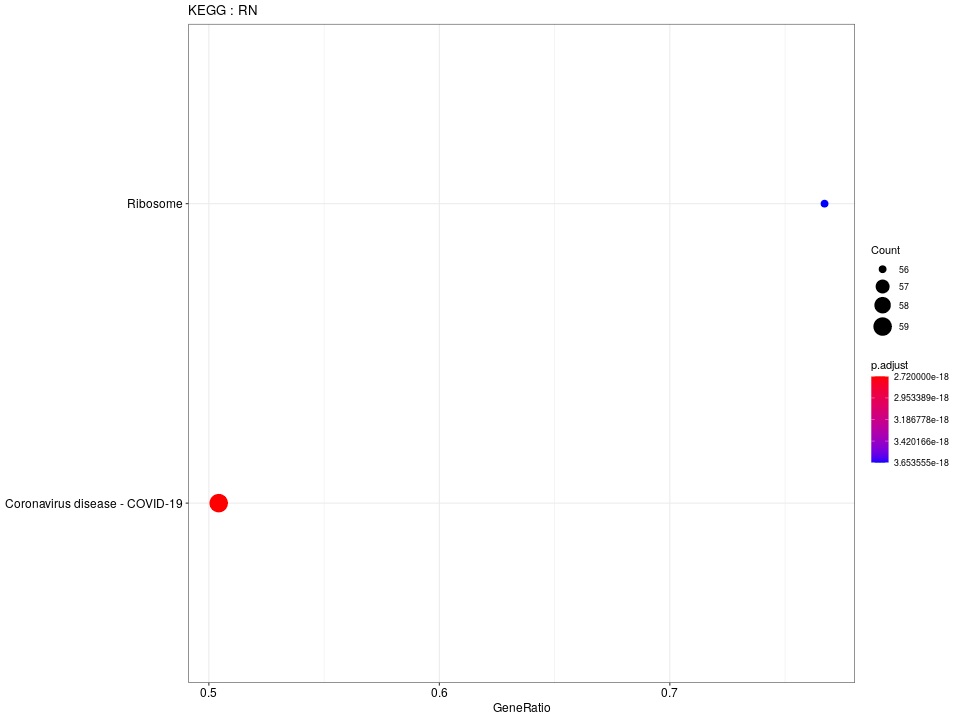 KEGG : RN
Ribosome
Coronavirus disease - COVID-19
0.5
0.6
0.7
GeneRatio
Count
56
57
58
59
p.adjust
2.720000e-18
2.953389e-18
3.186778e-18
3.420166e-18
3.653555e-18